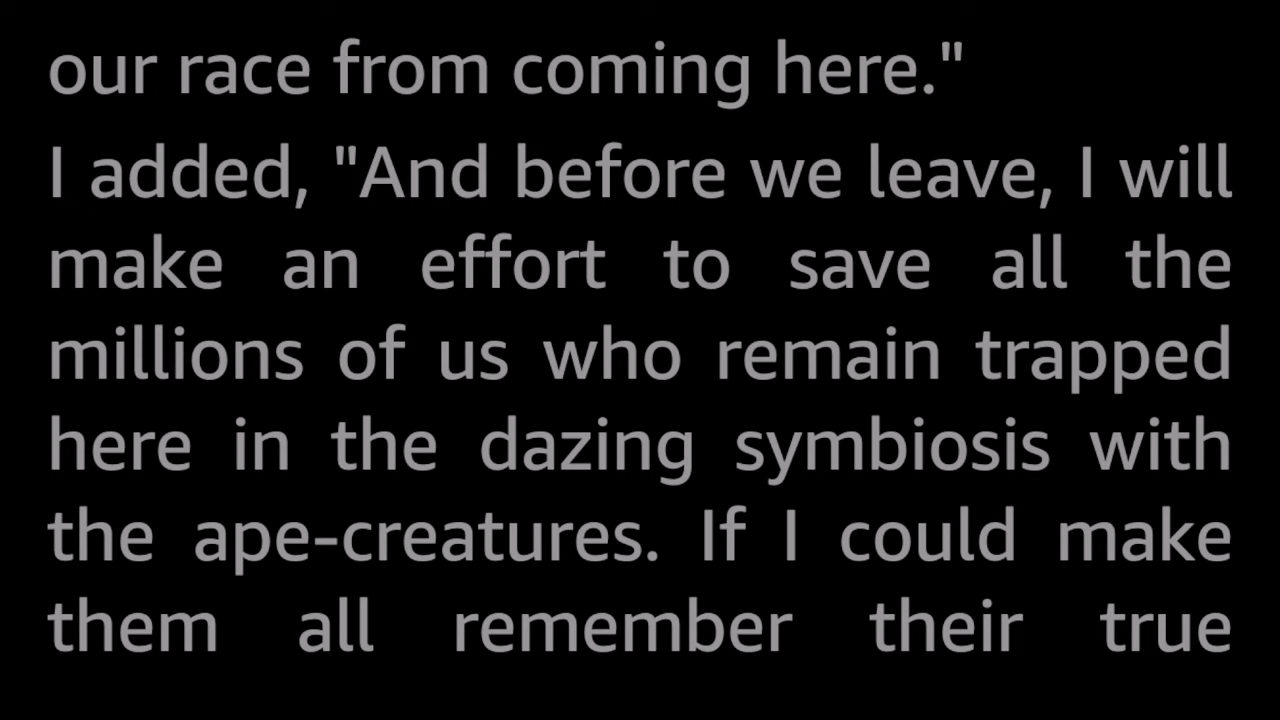 our race from coming here."
I added, "And before we leave, I will
make an effort to save all the
millions of us who remain trapped
here in the dazing symbiosis with
the ape-creatures. If I could make
them all remember their true